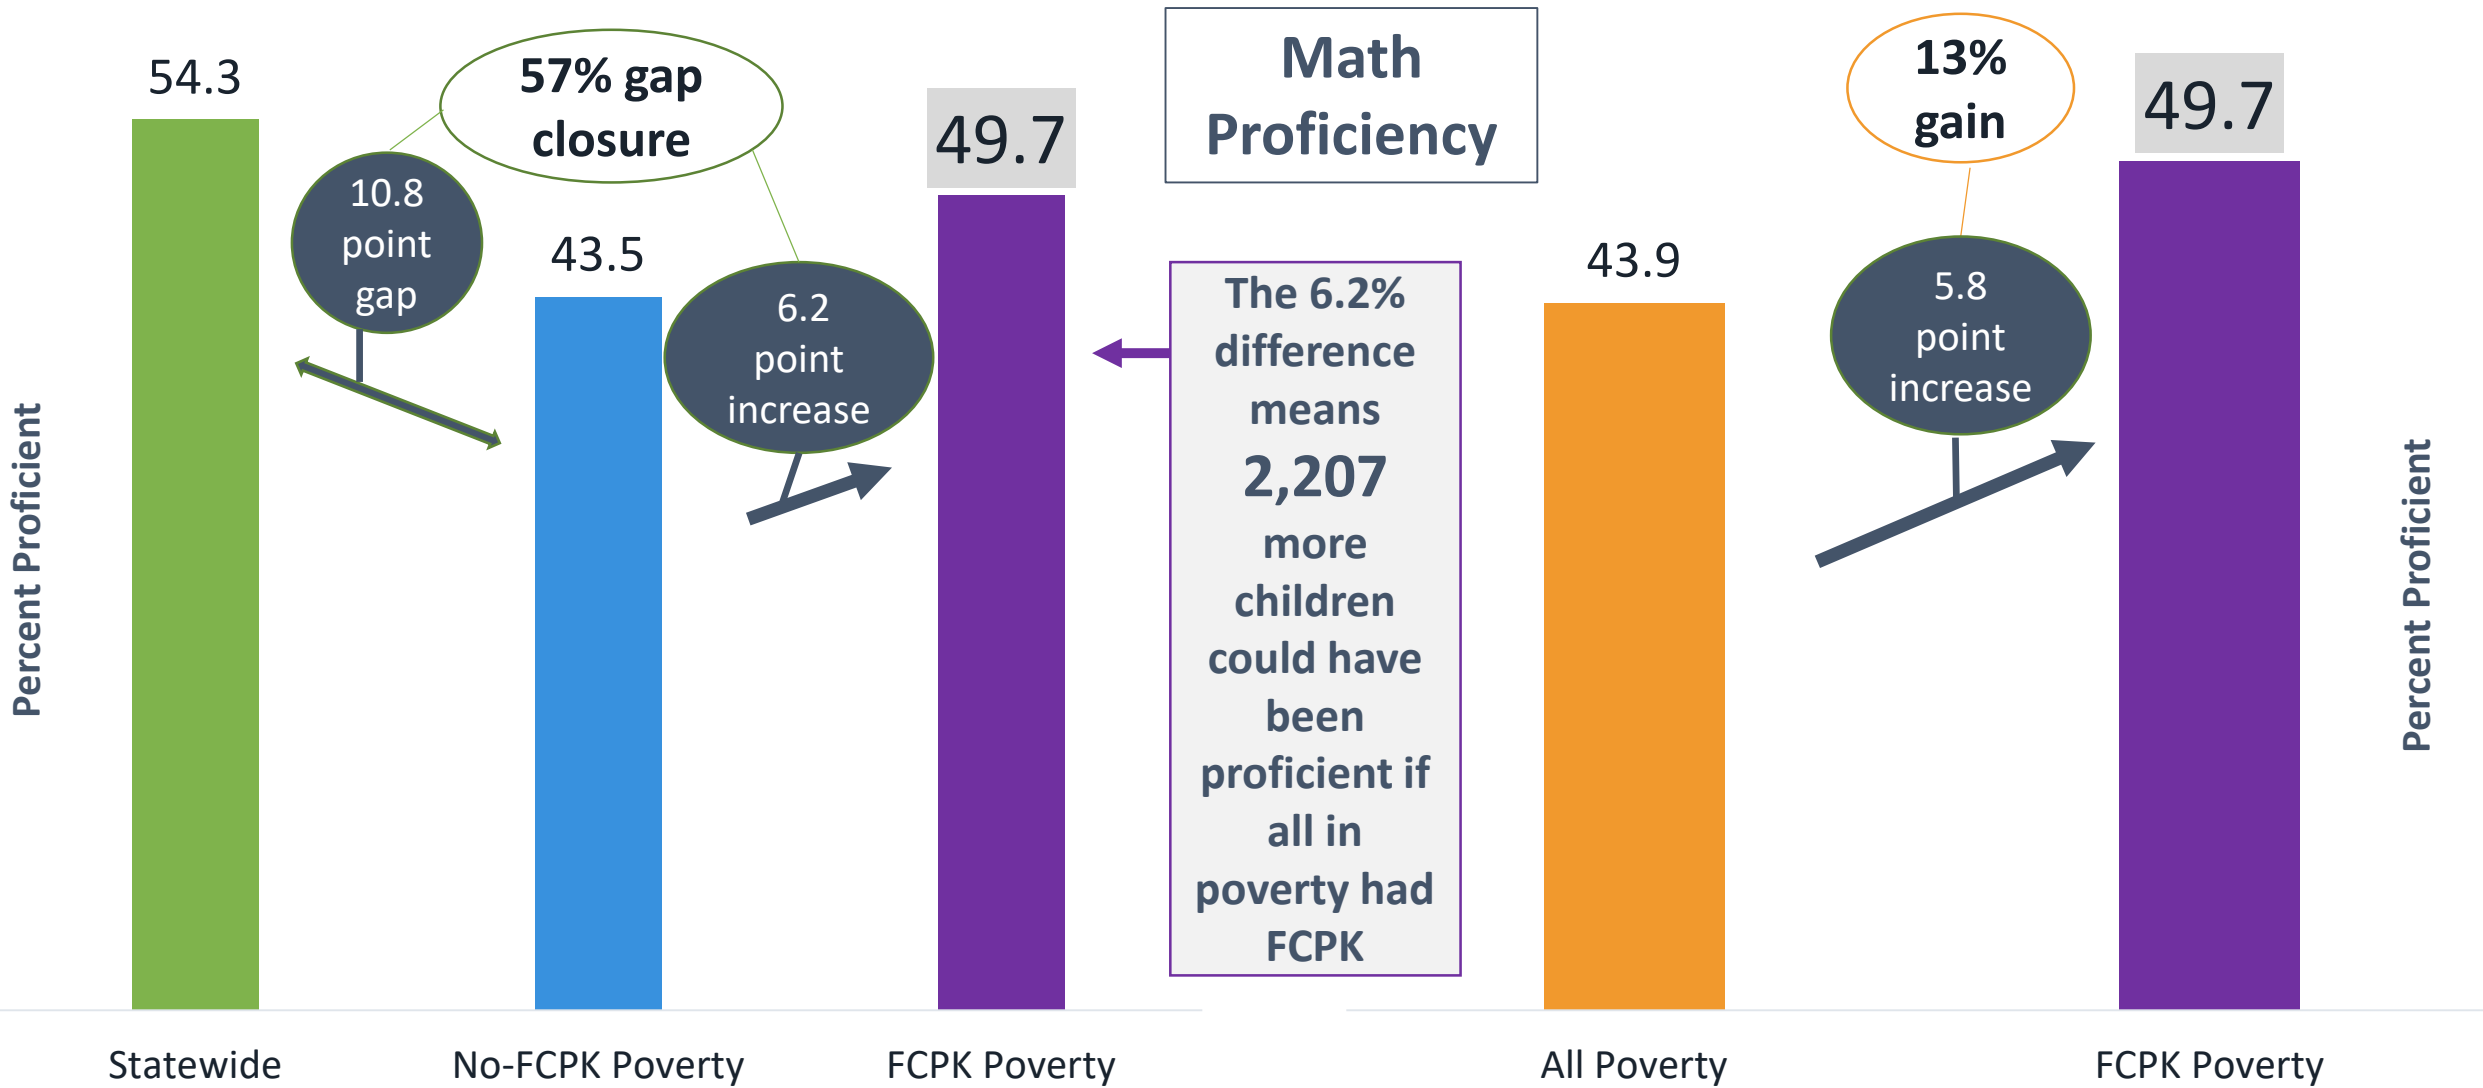 Math
Proficiency
Percent Proficient
54.3
57% gap
closure
10.8
point
gap
43.5
6.2
point
increase
49.7
The 6.2%
difference
means
2,207
more
children
could have
been
proficient if
all in
poverty had
FCPK
43.9
13%
gain
5.8
point
increase
49.7
Percent Proficient
Statewide
No-FCPK Poverty
FCPK Poverty
All Poverty
FCPK Poverty